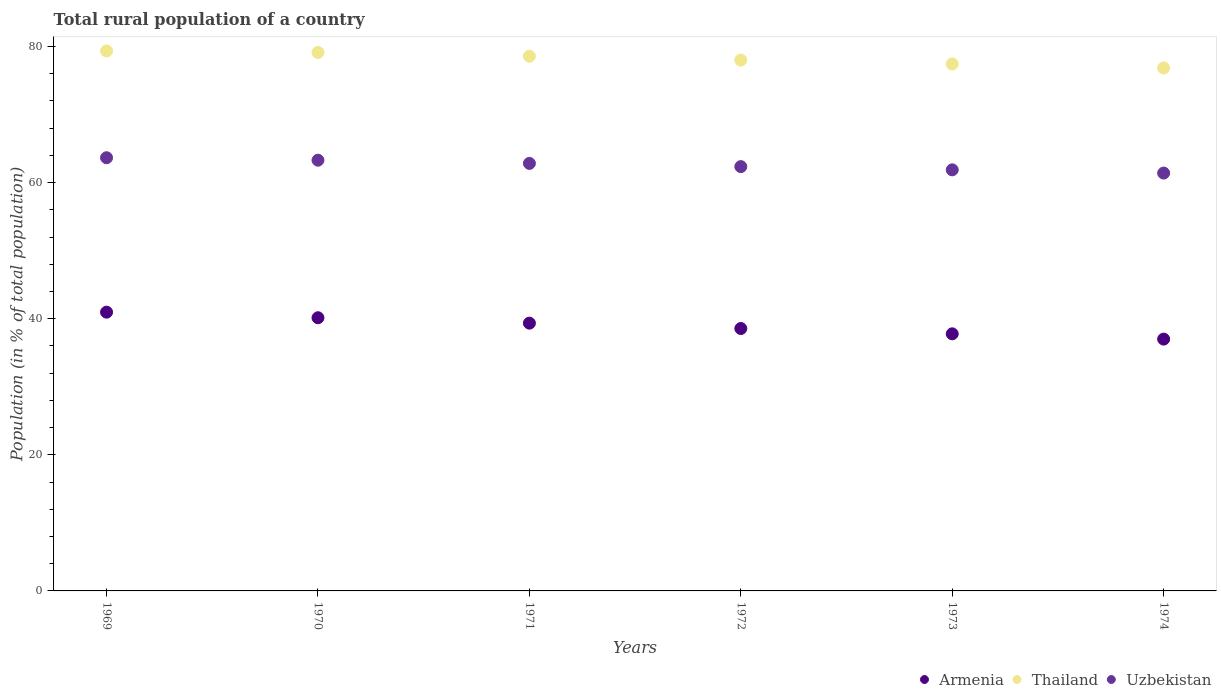 Total rural population of a country
Population (in % of total population)
80
60
40
20
0
1969
1970
1971
1972
1973
1974
Years
Armenia
Thailand
Uzbekistan